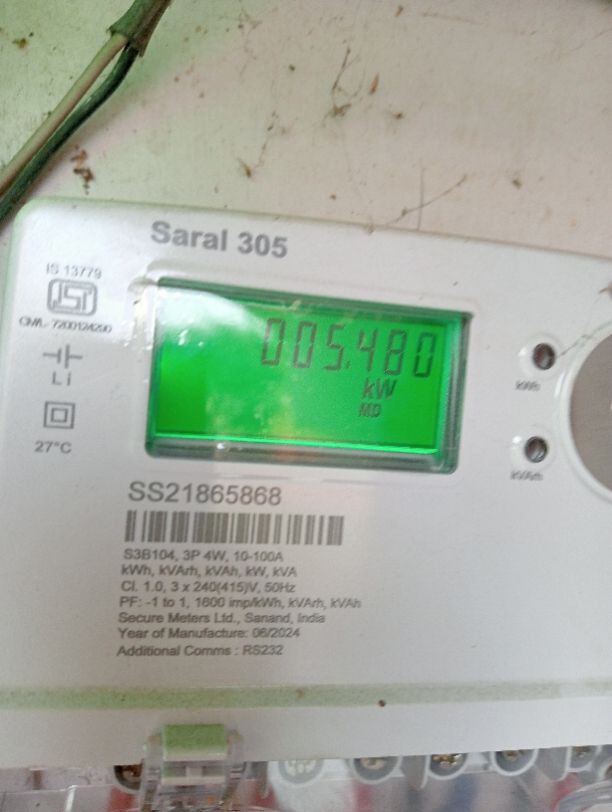 Saral 305
IS 13779
ISI
CM/L- 7200124200
Li
27°C
005.480
kW
MD
kWh
SS21865868
S3B104, 3P 4W, 10-100A
kWh, kVArh, kVAh, kW, kVA
Cl. 1.0, 3 x 240(415)V, 50Hz
PF: -1 to 1, 1600 imp/kWh, kVArh, kVAh
Secure Meters Ltd., Sanand, India
Year of Manufacture: 06/2024
Additional Comms : RS232